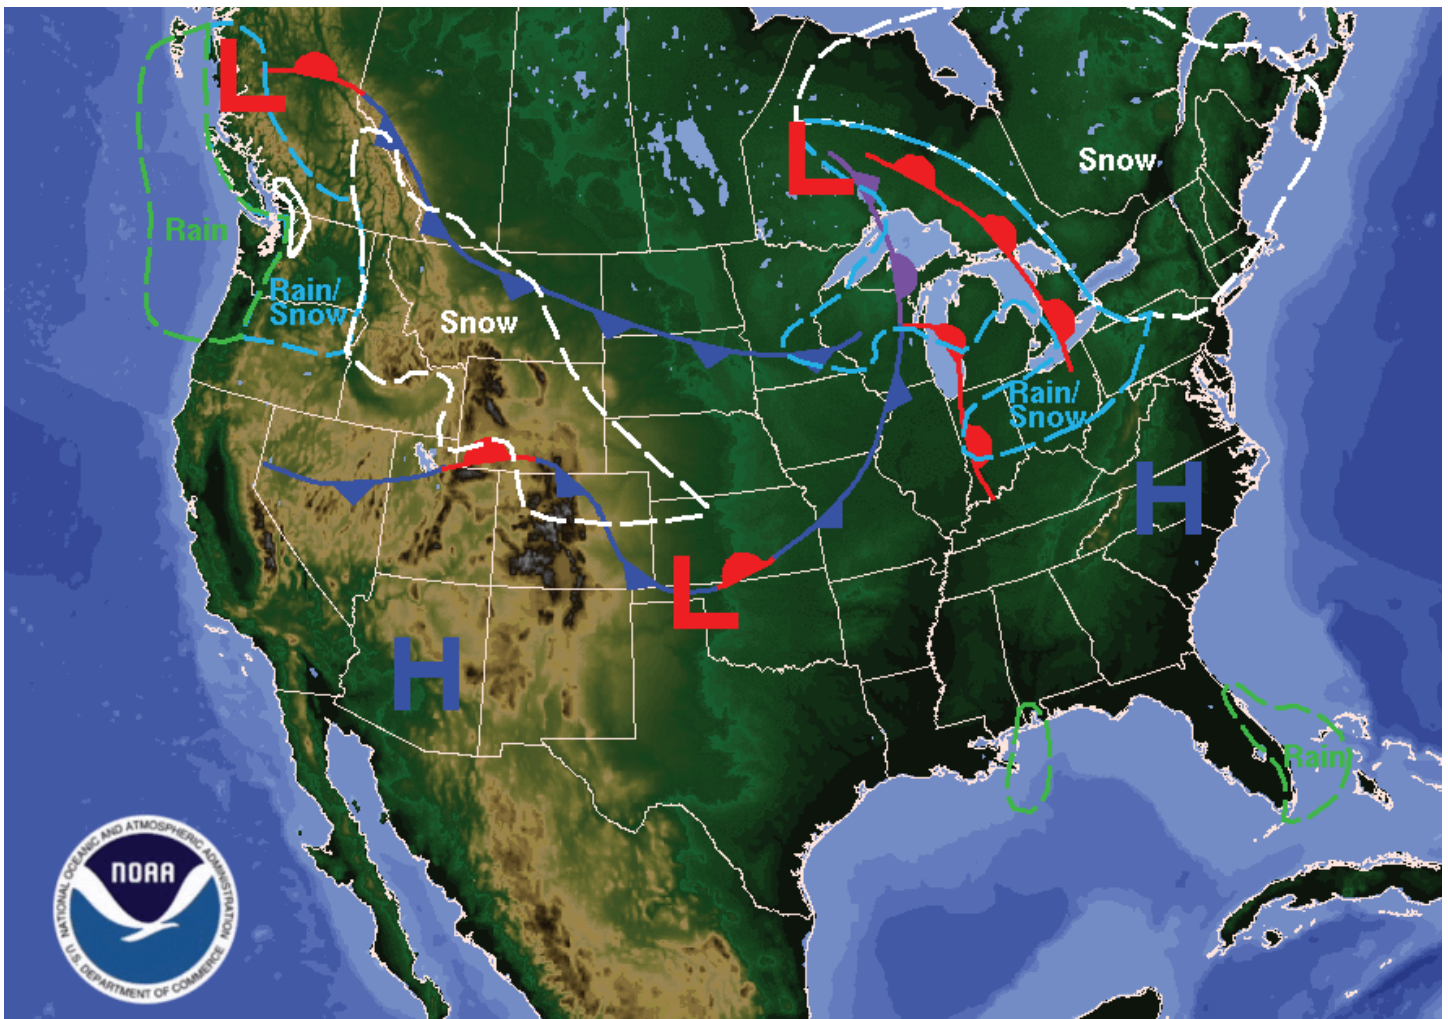 L
L
Snow
Rain
Rain/
Snow
Snow
Rain/
Snow
H
L
H
Rain
NATIONAL OCEANIC AND ATMOSPHERIC ADMINISTRATION
NOAA
U.S. DEPARTMENT OF COMMERCE